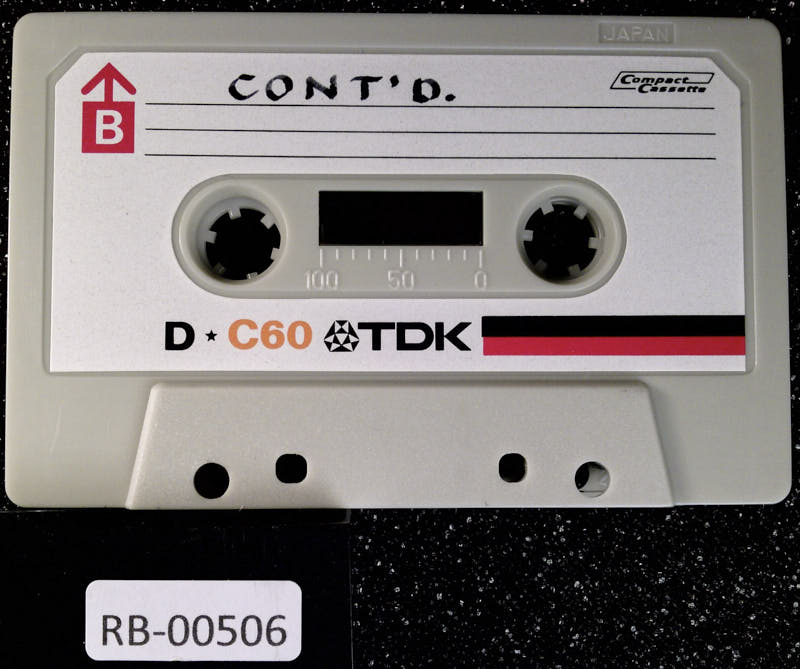 JAPAN
CONT'D.
Compact
Cassette
B
100 50 0
D ★ C60 TDK
RB-00506